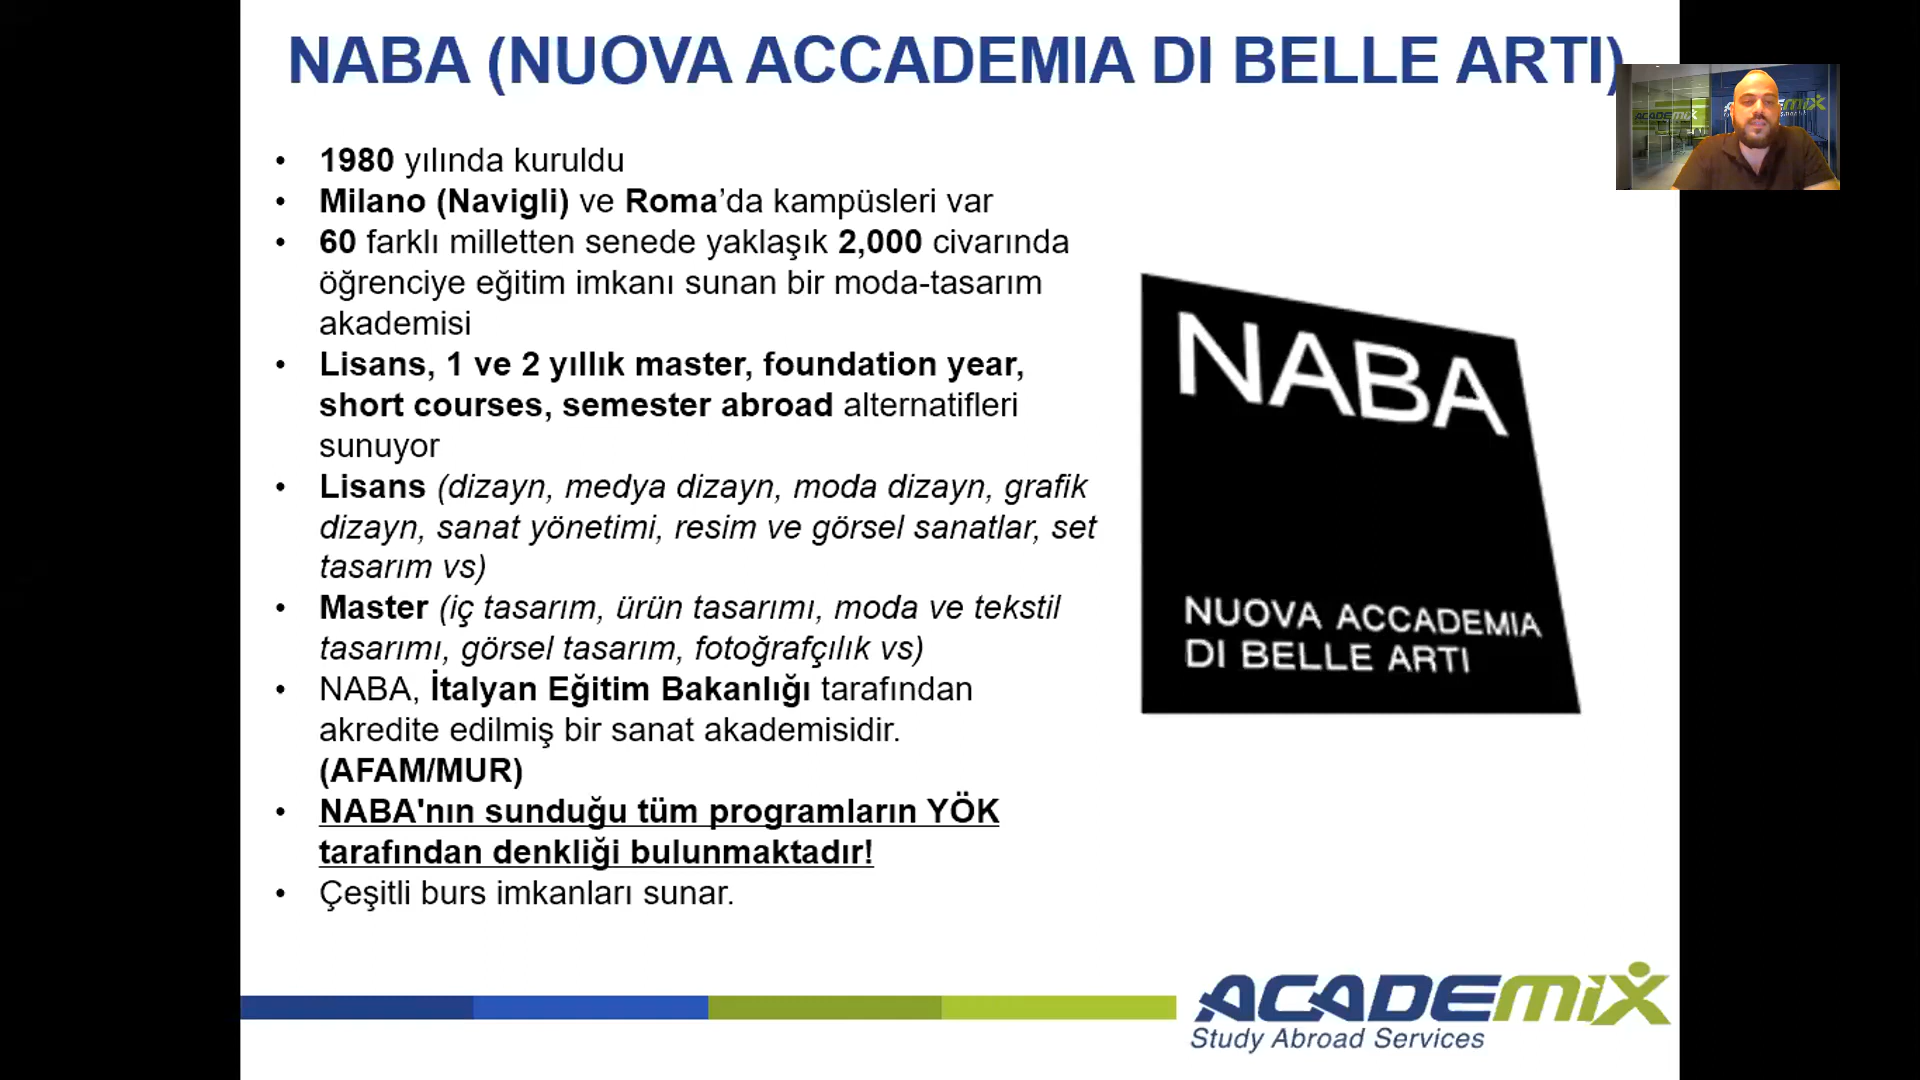 NABA (NUOVA ACCADEMIA DI BELLE ARTI)
• 1980 yılında kuruldu
• Milano (Navigli) ve Roma’da kampüsleri var
• 60 farklı milletten senede yaklaşık 2,000 civarında
öğrenciye eğitim imkanı sunan bir moda-tasarım
akademisi
• Lisans, 1 ve 2 yıllık master, foundation year,
short courses, semester abroad alternatifleri
sunuyor
• Lisans (dizayn, medya dizayn, moda dizayn, grafik
dizayn, sanat yönetimi, resim ve görsel sanatlar, set
tasarım vs)
• Master (iç tasarım, ürün tasarımı, moda ve tekstil
tasarımı, görsel tasarım, fotoğrafçılık vs)
• NABA, İtalyan Eğitim Bakanlığı tarafından
akredite edilmiş bir sanat akademisidir.
(AFAM/MUR)
• NABA'nın sunduğu tüm programların YÖK
tarafından denkliği bulunmaktadır!
• Çeşitli burs imkanları sunar.
NABA
NUOVA ACCADEMIA
DI BELLE ARTI
ACADEMIX
Study Abroad Services
ACADEMIX